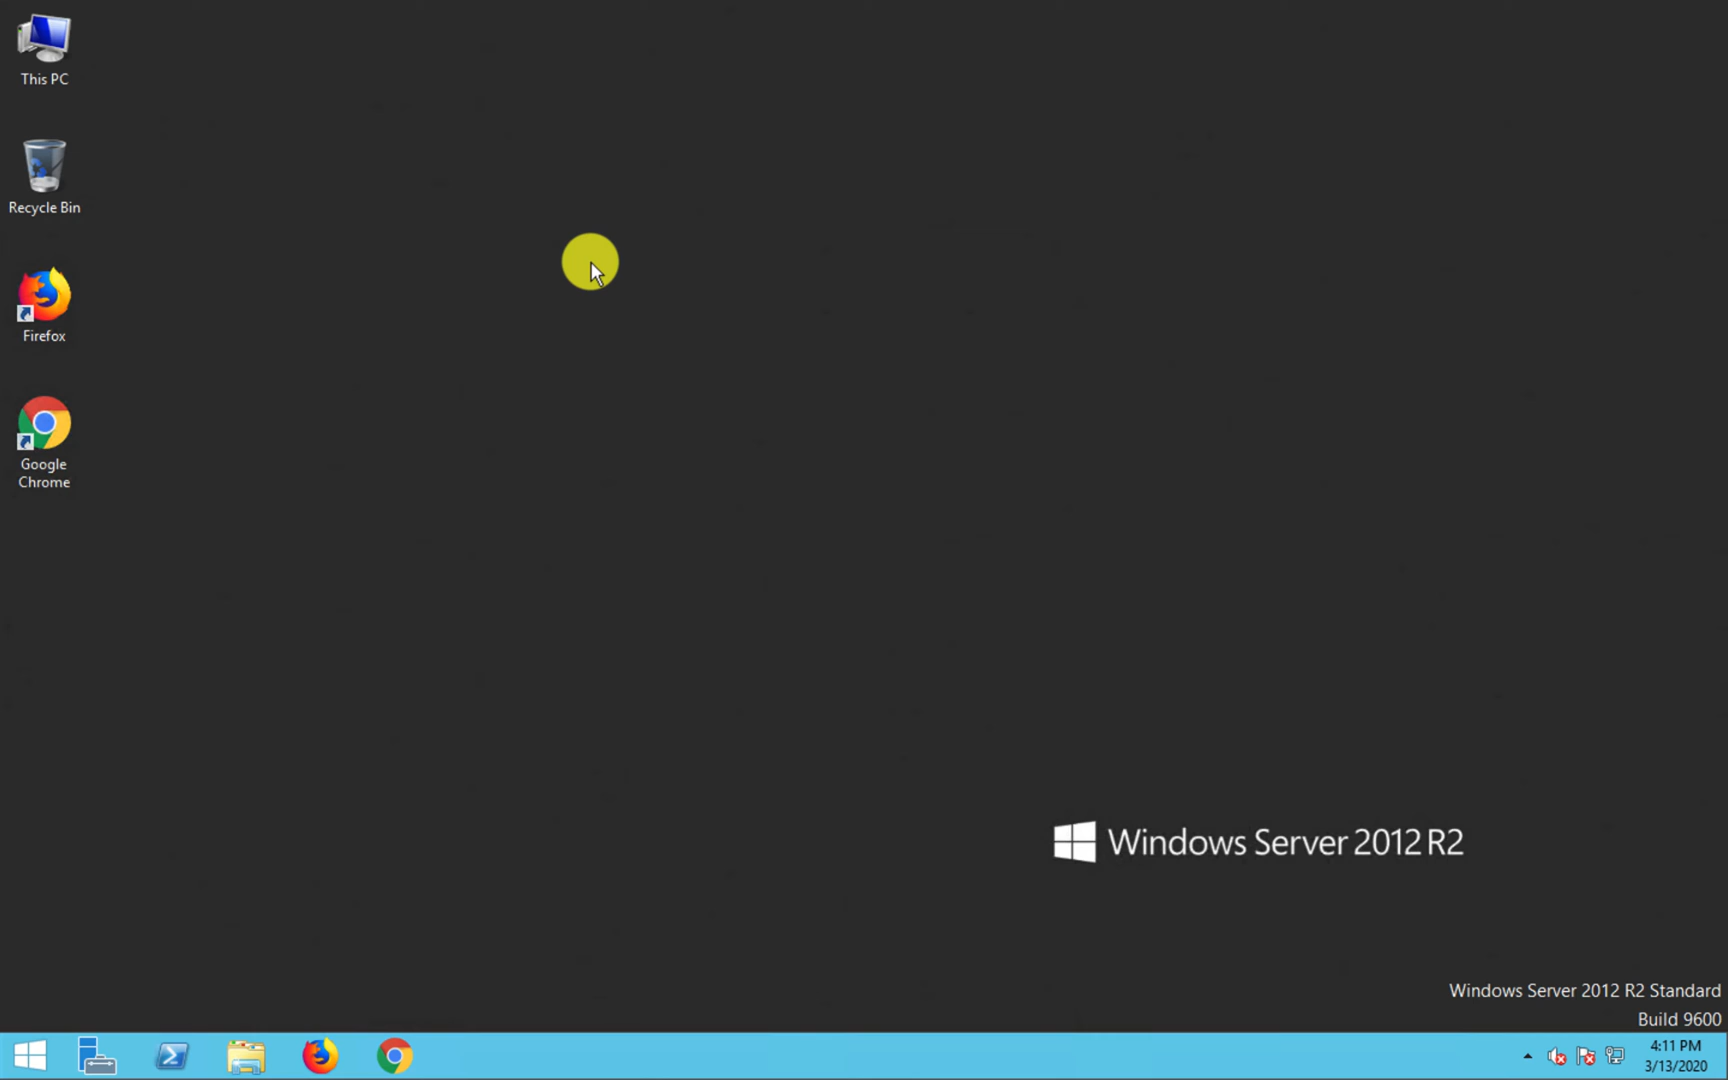 This PC
Recycle Bin
Firefox
Google
Chrome
Windows Server 2012 R2
Windows Server 2012 R2 Standard
Build 9600
4:11 PM
3/13/2020